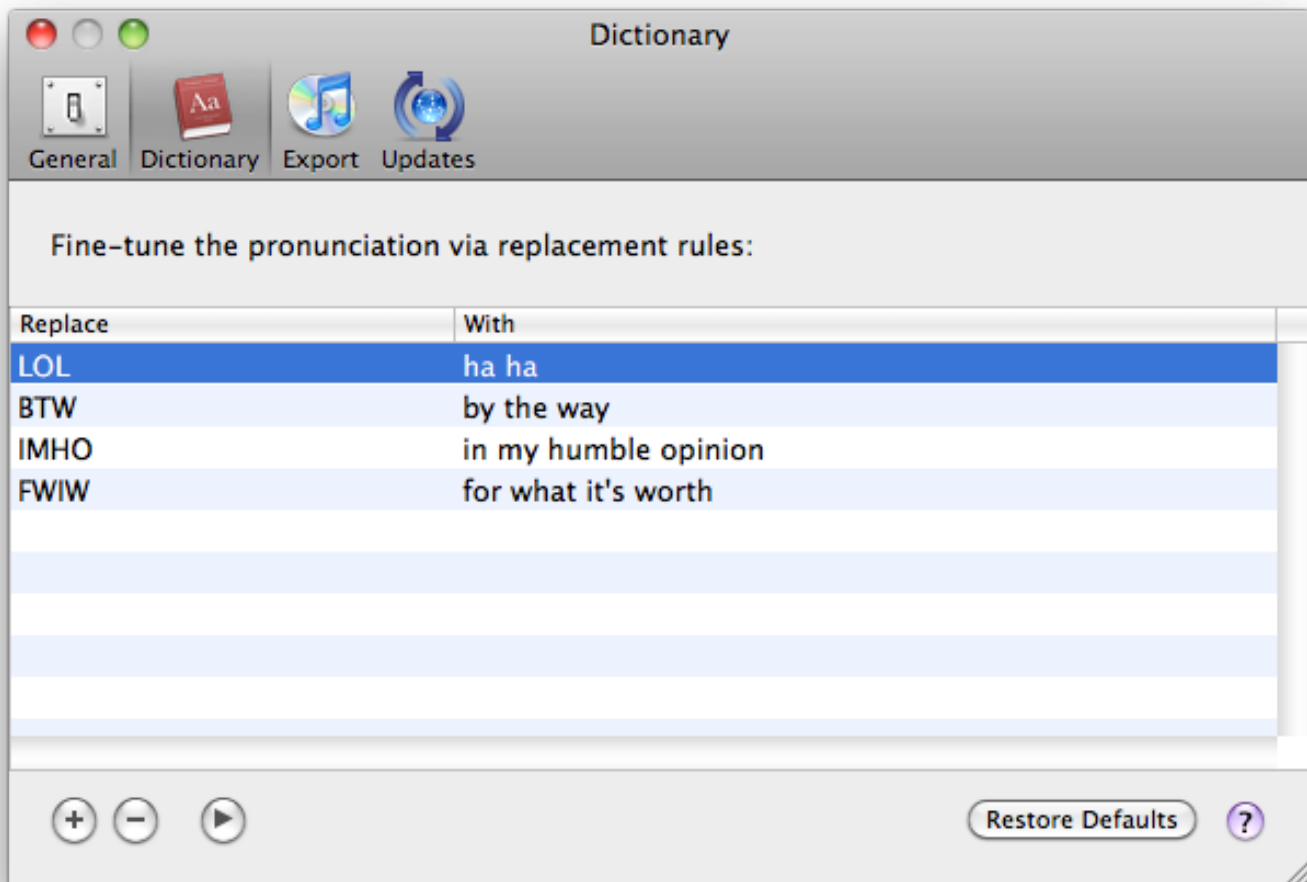 Dictionary
Aa
General Dictionary Export Updates
Fine-tune the pronunciation via replacement rules:
Replace With
LOL ha ha
BTW by the way
IMHO in my humble opinion
FWIW for what it's worth
Restore Defaults ?